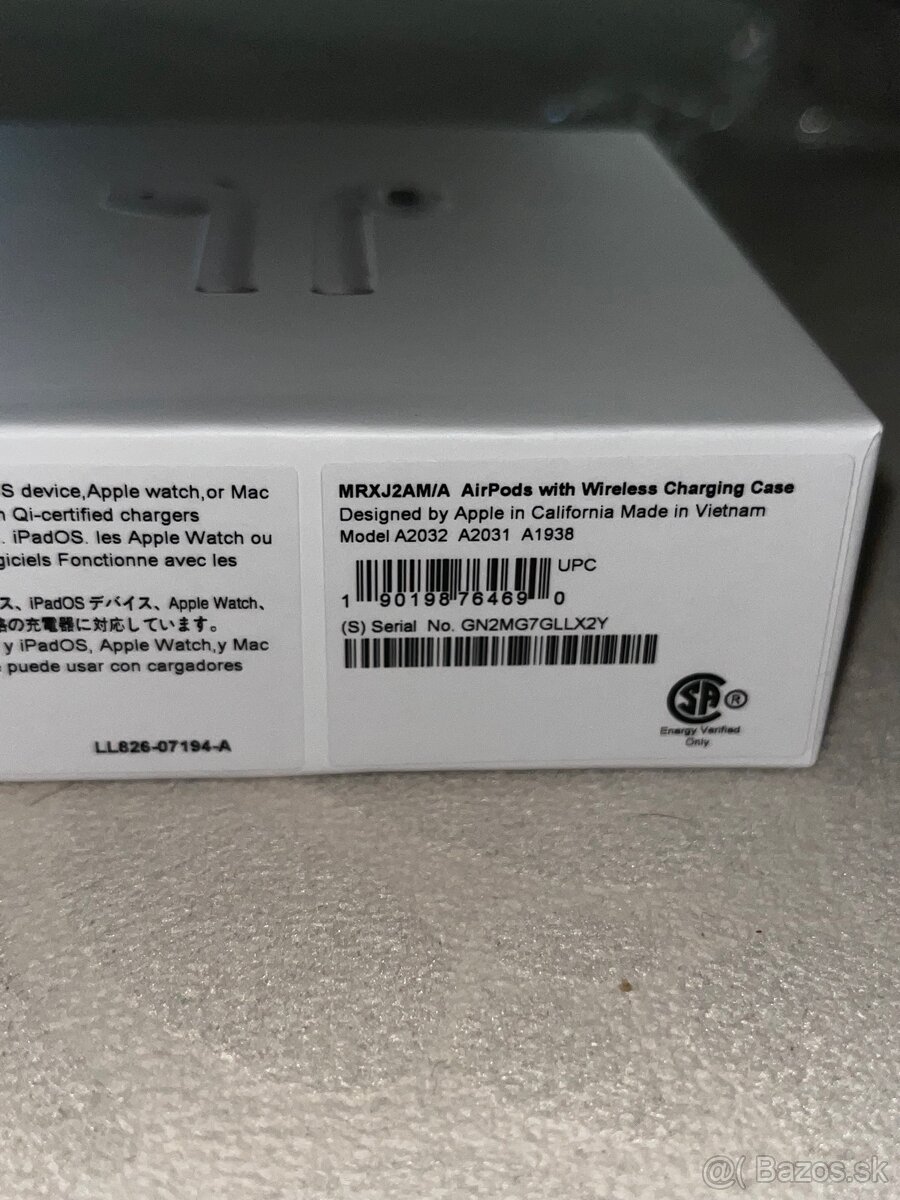 S device,Apple watch,or Mac
Qi-certified chargers
. iPadOS. les Apple Watch ou
giciels Fonctionne avec les
ス、iPadOS デバイス、Apple Watch、
格の充電器に対応しています。
y iPadOS, Apple Watch,y Mac
puede usar con cargadores
LL826-07194-A
MRXJ2AM/A AirPods with Wireless Charging Case
Designed by Apple in California Made in Vietnam
Model A2032 A2031 A1938
UPC
1 90198 76469 0
(S) Serial No. GN2MG7GLLX2Y
SA ®
Energy Verified
Only
@( Bazos.sk